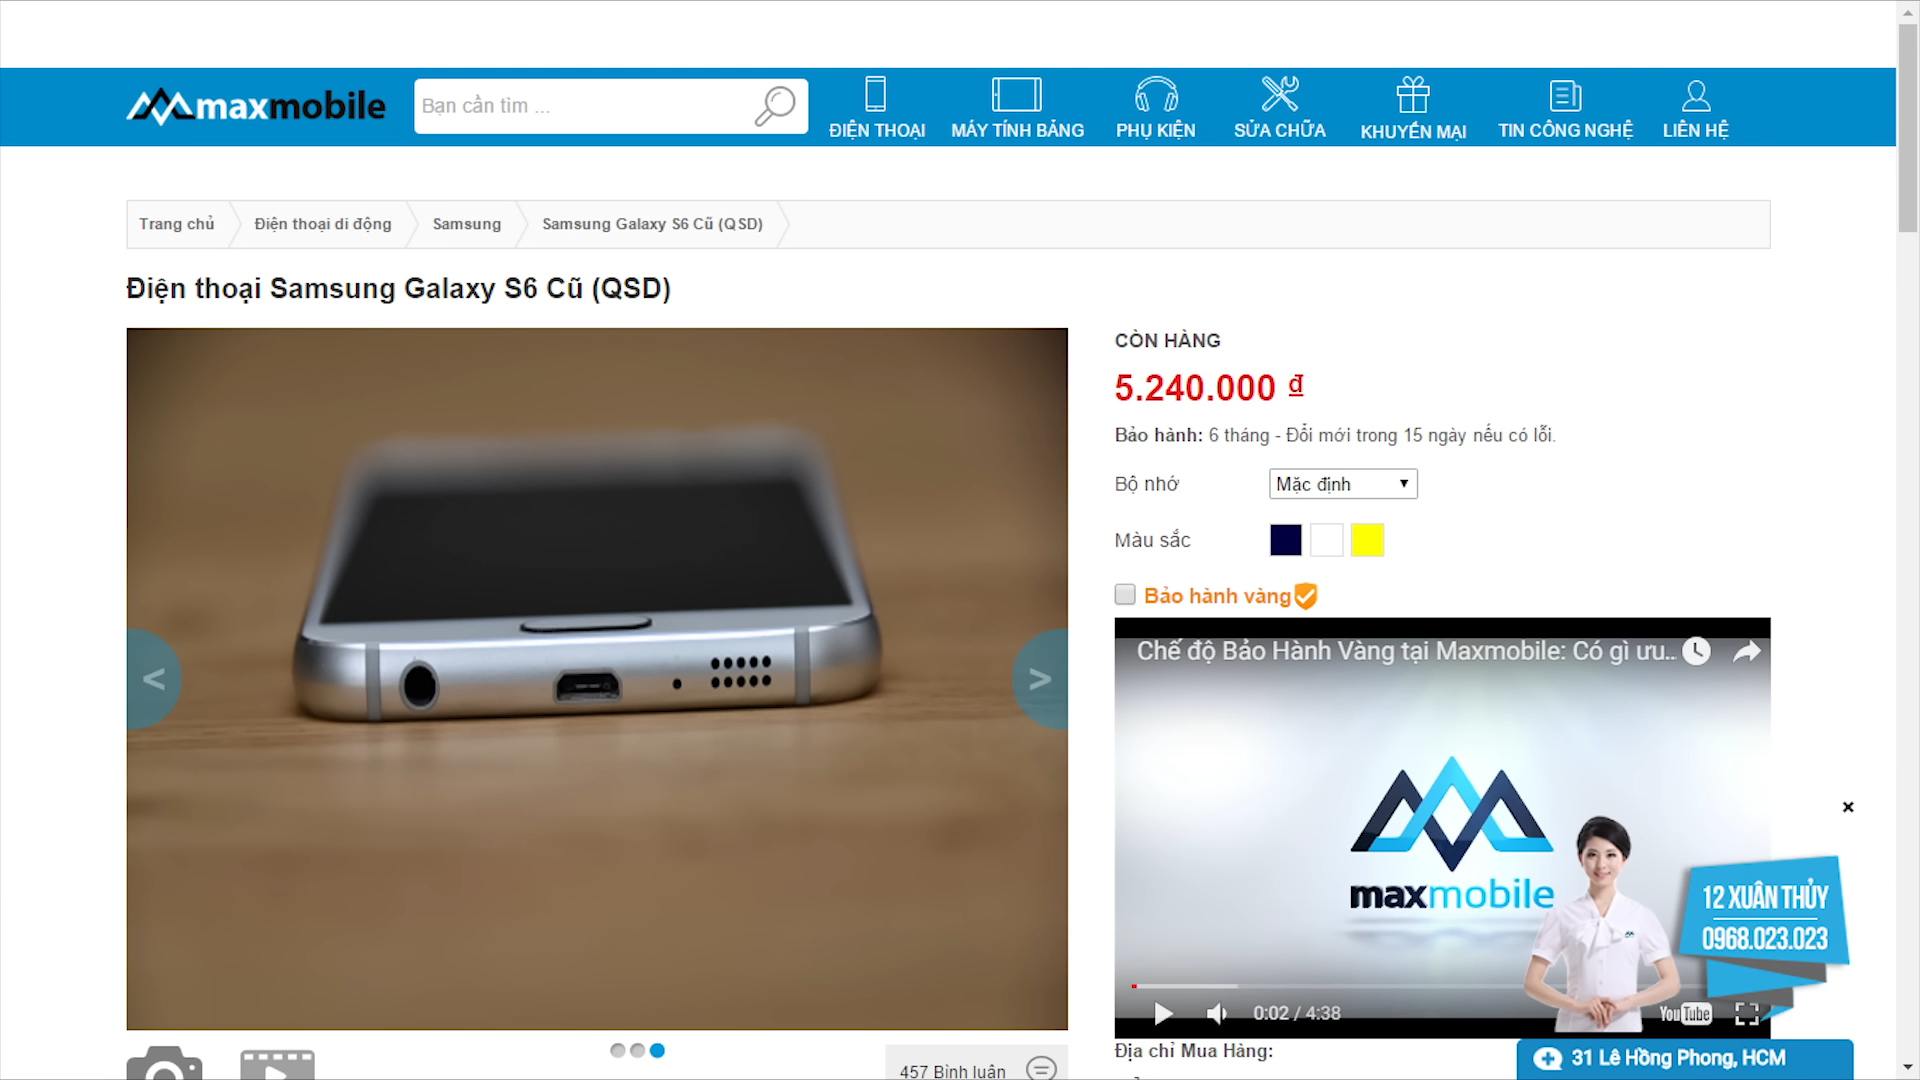 maxmobile
Bạn cần tìm ...
ĐIỆN THOẠI
MÁY TÍNH BẢNG
PHỤ KIỆN
SỬA CHỮA
KHUYẾN MẠI
TIN CÔNG NGHỆ
LIÊN HỆ
Trang chủ
Điện thoại di động
Samsung
Samsung Galaxy S6 Cũ (QSD)
Điện thoại Samsung Galaxy S6 Cũ (QSD)
CÒN HÀNG
5.240.000 ₫
Bảo hành: 6 tháng - Đổi mới trong 15 ngày nếu có lỗi.
Bộ nhớ
Mặc định
Màu sắc
Bảo hành vàng
Chế độ Bảo Hành Vàng tại Maxmobile: Có gì ưu...
maxmobile
12 XUÂN THỦY
0968.023.023
0:02 / 4:38
YouTube
Địa chỉ Mua Hàng:
31 Lê Hồng Phong, HCM
457 Bình luận